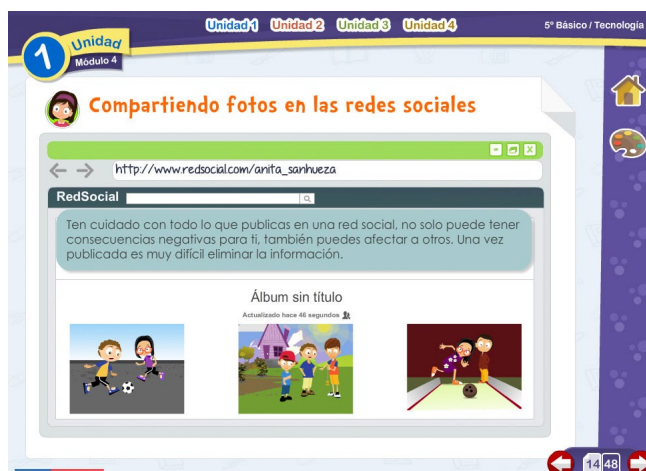 Unidad 1 Unidad 2 Unidad 3 Unidad 4
5º Básico / Tecnología
1
Unidad
Módulo 4
Compartiendo fotos en las redes sociales
http://www.redsocial.com/anita_sanhueza
RedSocial
Ten cuidado con todo lo que publicas en una red social, no solo puede tener
consecuencias negativas para ti, también puedes afectar a otros. Una vez
publicada es muy difícil eliminar la información.
Álbum sin título
Actualizado hace 46 segundos
14 48